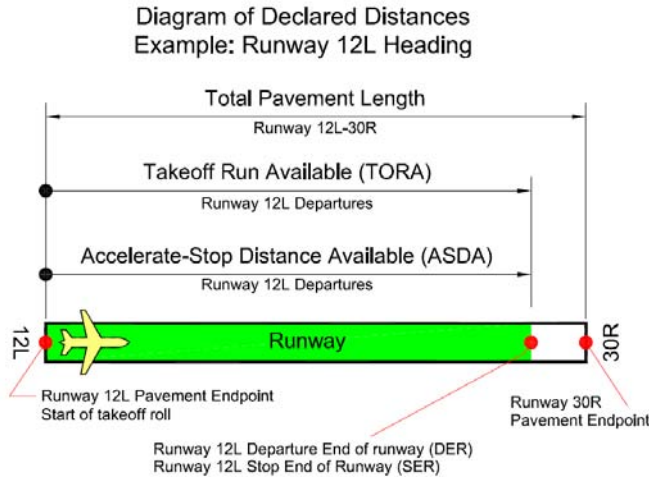 Diagram of Declared Distances
Example: Runway 12L Heading
Total Pavement Length
Runway 12L-30R
Takeoff Run Available (TORA)
Runway 12L Departures
Accelerate-Stop Distance Available (ASDA)
Runway 12L Departures
12L
Runway
30R
Runway 12L Pavement Endpoint
Start of takeoff roll
Runway 30R
Pavement Endpoint
Runway 12L Departure End of runway (DER)
Runway 12L Stop End of Runway (SER)